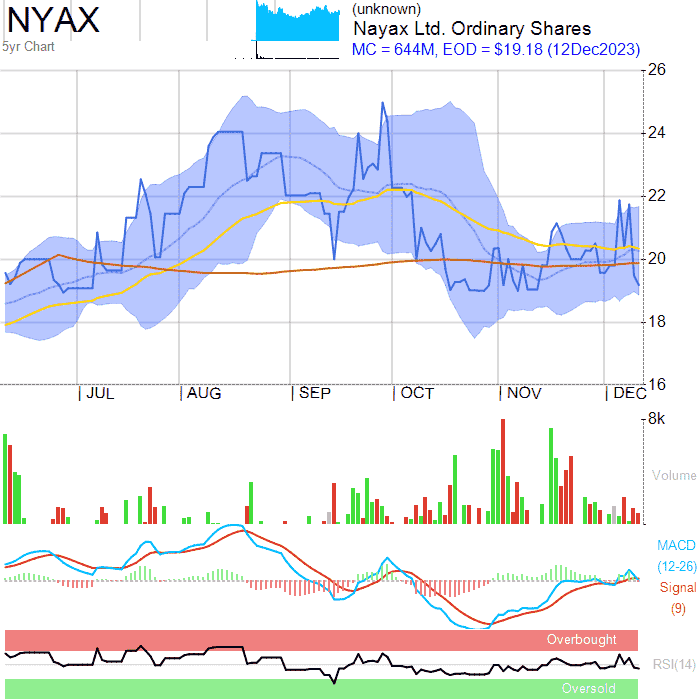 NYAX
5yr Chart
(unknown)
Nayax Ltd. Ordinary Shares
MC = 644M, EOD = $19.18 (12Dec2023)
26
24
22
20
18
16
JUL
AUG
SEP
OCT
NOV
DEC
8k
Volume
MACD
(12-26)
Signal
(9)
Overbought
RSI(14)
Oversold